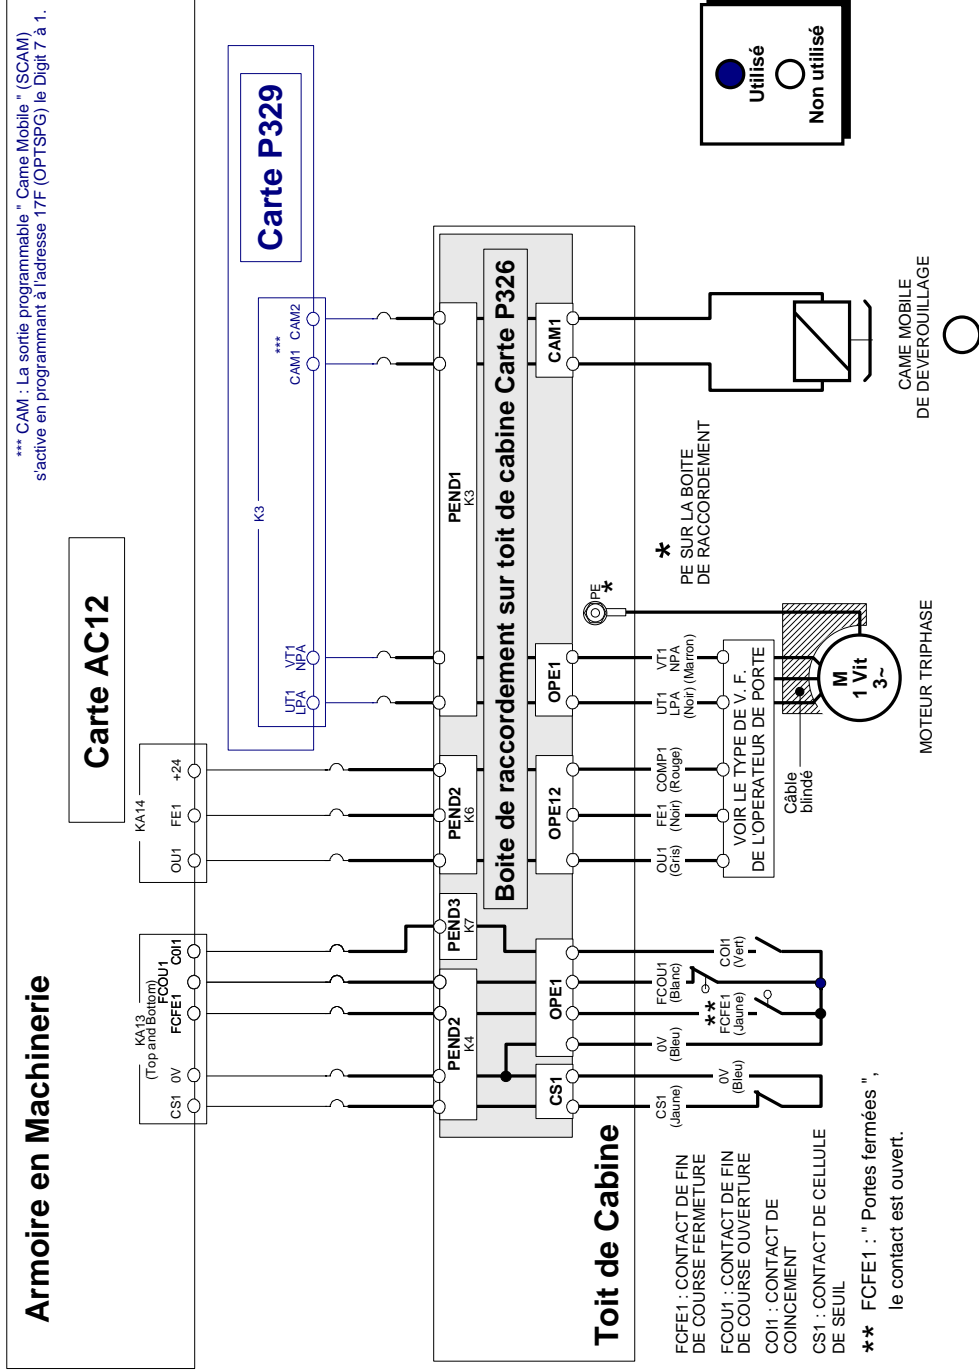 *** CAM : La sortie programmable " Came Mobile " (SCAM)
s'active en programmant à l'adresse 17F (OPTSPG) le Digit 7 à 1.
Armoire en Machinerie
Carte AC12
Carte P329
KA13
(Top and Bottom)
CS1
0V
FCFE1
FCOU1
C0I1
KA14
OU1
FE1
+24
K3
UT1
LPA
VT1
NPA
***
CAM1
CAM2
Utilisé
Non utilisé
Toit de Cabine
PEND2
K4
PEND3
K7
PEND2
K6
PEND1
K3
Boite de raccordement sur toit de cabine Carte P326
CS1
OPE1
OPE12
OPE1
CAM1
PE
*
CS1
(Jaune)
0V
(Bleu)
0V
(Bleu)
**
FCFE1
(Jaune)
FCOU1
(Blanc)
COI1
(Vert)
OU1
(Gris)
FE1
(Noir)
COMP1
(Rouge)
UT1
LPA
(Noir)
VT1
NPA
(Marron)
*
PE SUR LA BOITE
DE RACCORDEMENT
VOIR LE TYPE DE V. F.
DE L'OPERATEUR DE PORTE
Câble
blindé
M
1 Vit
3~
MOTEUR TRIPHASE
CAME MOBILE
DE DEVEROUILLAGE
FCFE1 : CONTACT DE FIN
DE COURSE FERMETURE
FCOU1 : CONTACT DE FIN
DE COURSE OUVERTURE
COI1 : CONTACT DE
COINCEMENT
CS1 : CONTACT DE CELLULE
DE SEUIL
** FCFE1 : " Portes fermées ",
le contact est ouvert.